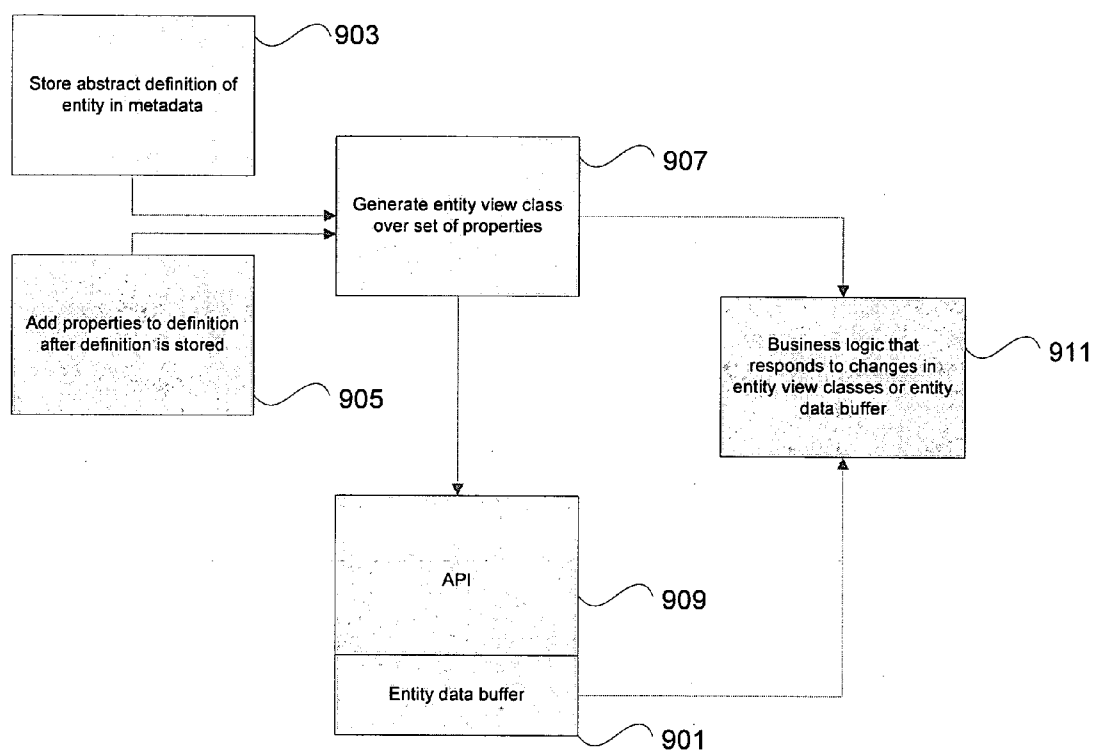 903
Store abstract definition of
entity in metadata
907
Generate entity view class
over set of properties
Add properties to definition
after definition is stored
905
Business logic that
responds to changes in
entity view classes or entity
data buffer
911
API
909
Entity data buffer
901